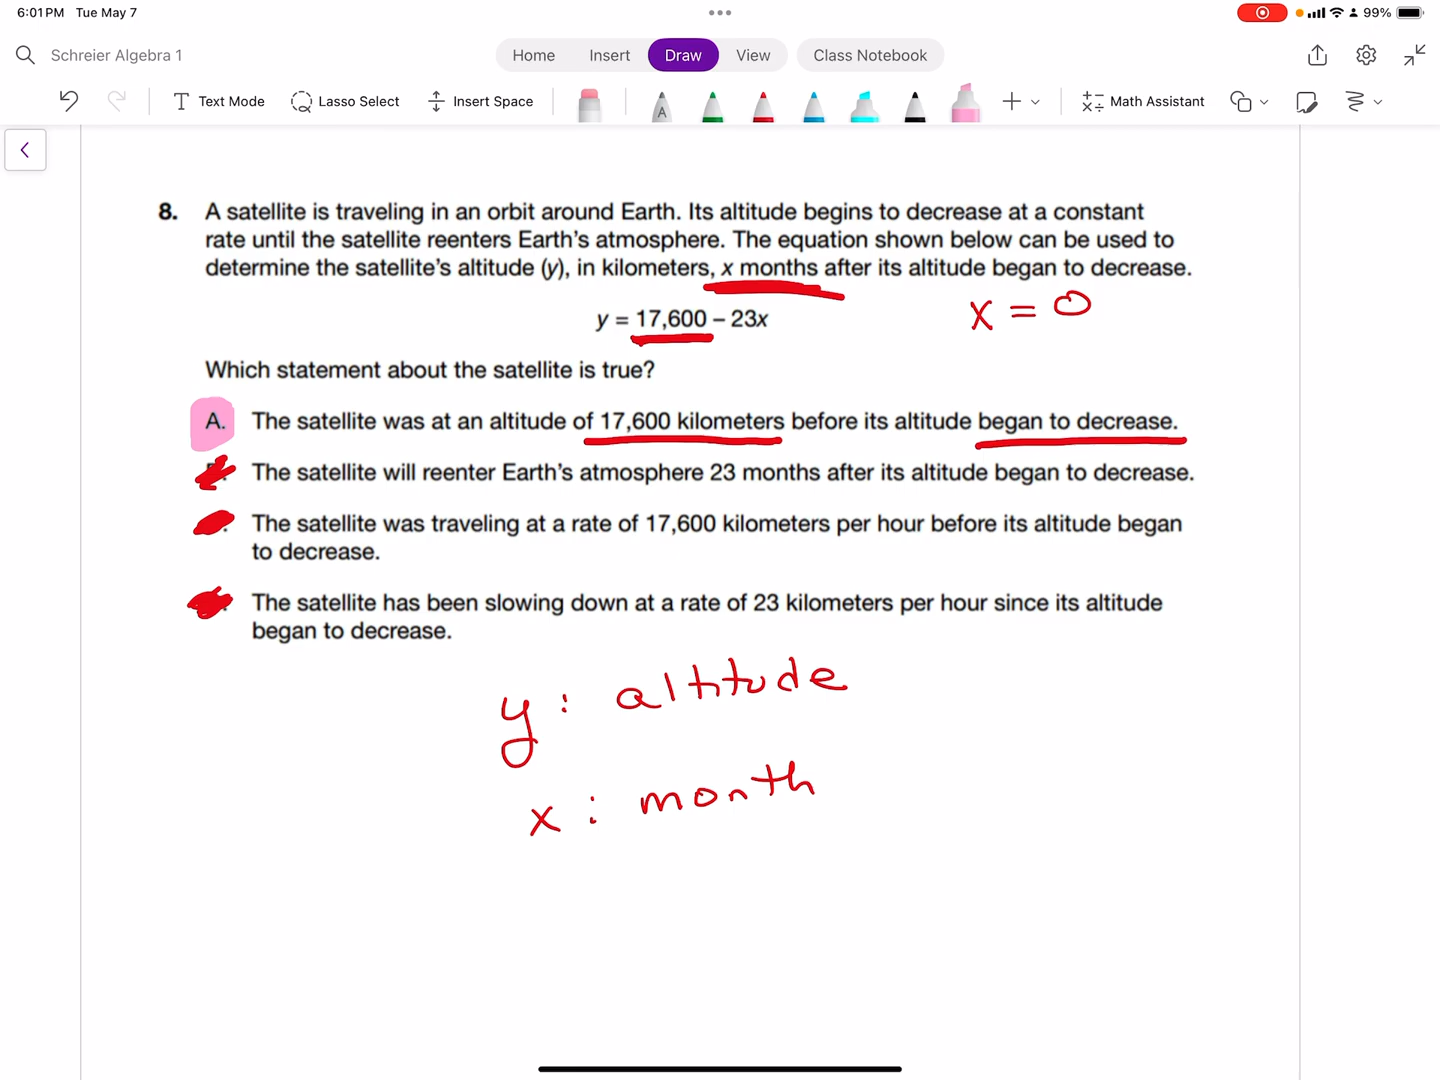 6:01 PM Tue May 7
99%
Schreier Algebra 1
Home Insert Draw View Class Notebook
Text Mode Lasso Select Insert Space A Math Assistant
8. A satellite is traveling in an orbit around Earth. Its altitude begins to decrease at a constant
rate until the satellite reenters Earth's atmosphere. The equation shown below can be used to
determine the satellite's altitude (y), in kilometers, x months after its altitude began to decrease.
x = 0
y = 17,600 – 23x
Which statement about the satellite is true?
A. The satellite was at an altitude of 17,600 kilometers before its altitude began to decrease.
The satellite will reenter Earth's atmosphere 23 months after its altitude began to decrease.
The satellite was traveling at a rate of 17,600 kilometers per hour before its altitude began
to decrease.
The satellite has been slowing down at a rate of 23 kilometers per hour since its altitude
began to decrease.
y : altitude
x : month